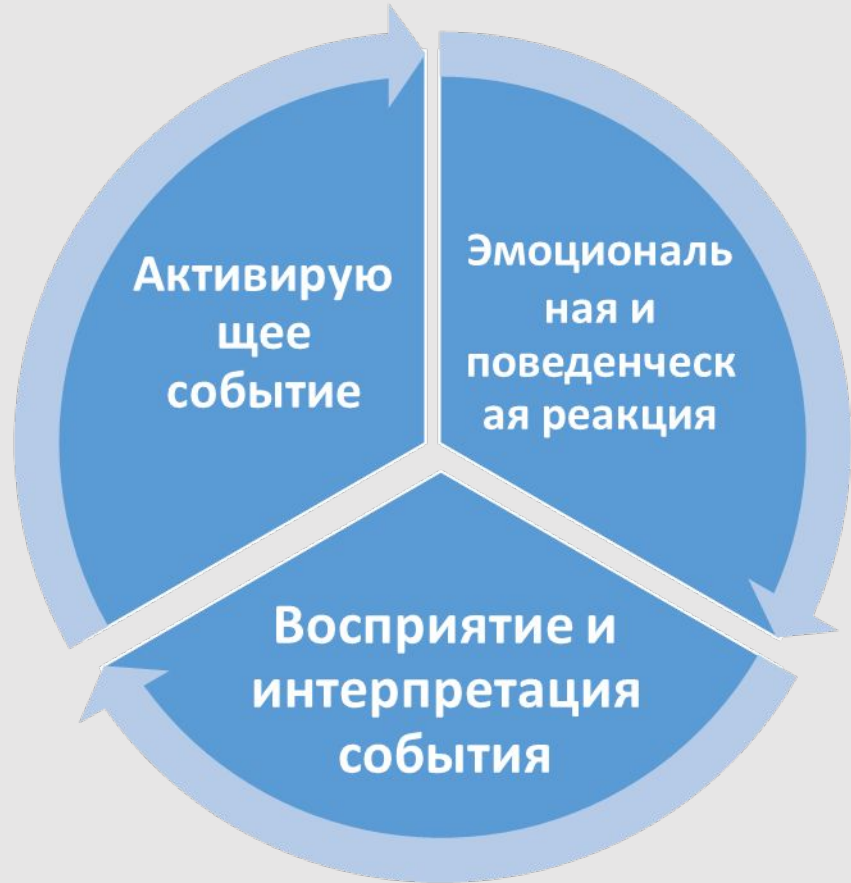 Активирую
щее
событие
Эмоциональ
ная и
поведенческ
ая реакция
Восприятие и
интерпретация
события